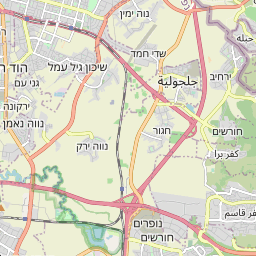 נוה ימין
חבלה
שדי חמד
הוד ה
שיכון גיל עמל
ג'לג'וליה
ירחיב
גני עם
ירקונה
חגור
חורשים
נווה נאמן
נווה ירק
כפר ברא
כפר קאסם
נופרים
חורשים